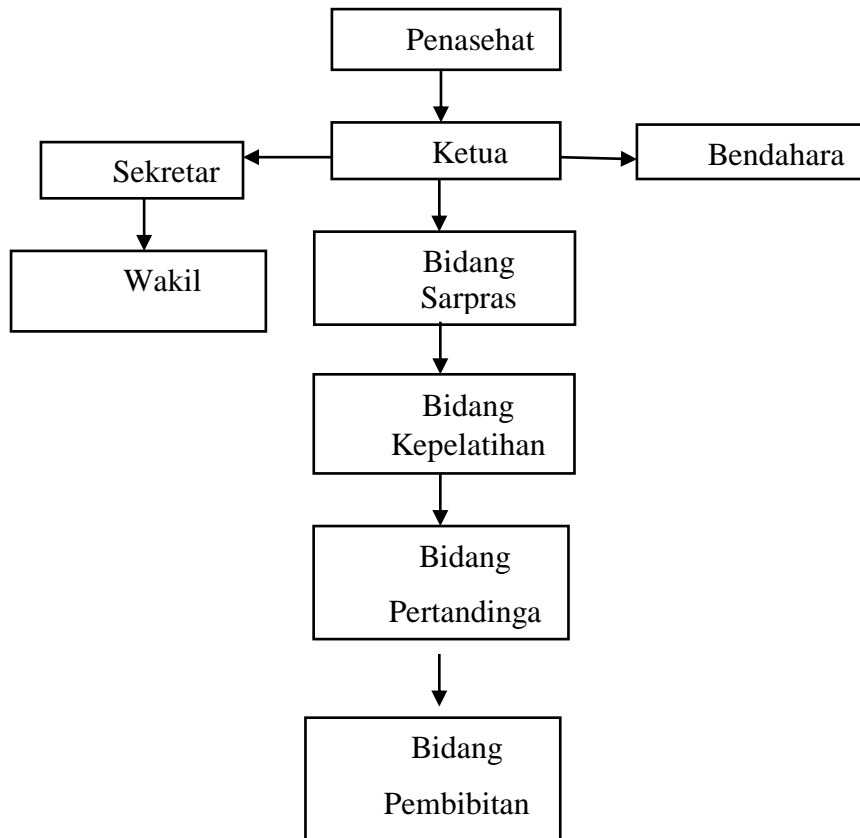 Penasehat
Ketua
Bendahara
Sekretar
Wakil
Bidang
Sarpras
Bidang
Kepelatihan
Bidang
Pertandinga
Bidang
Pembibitan